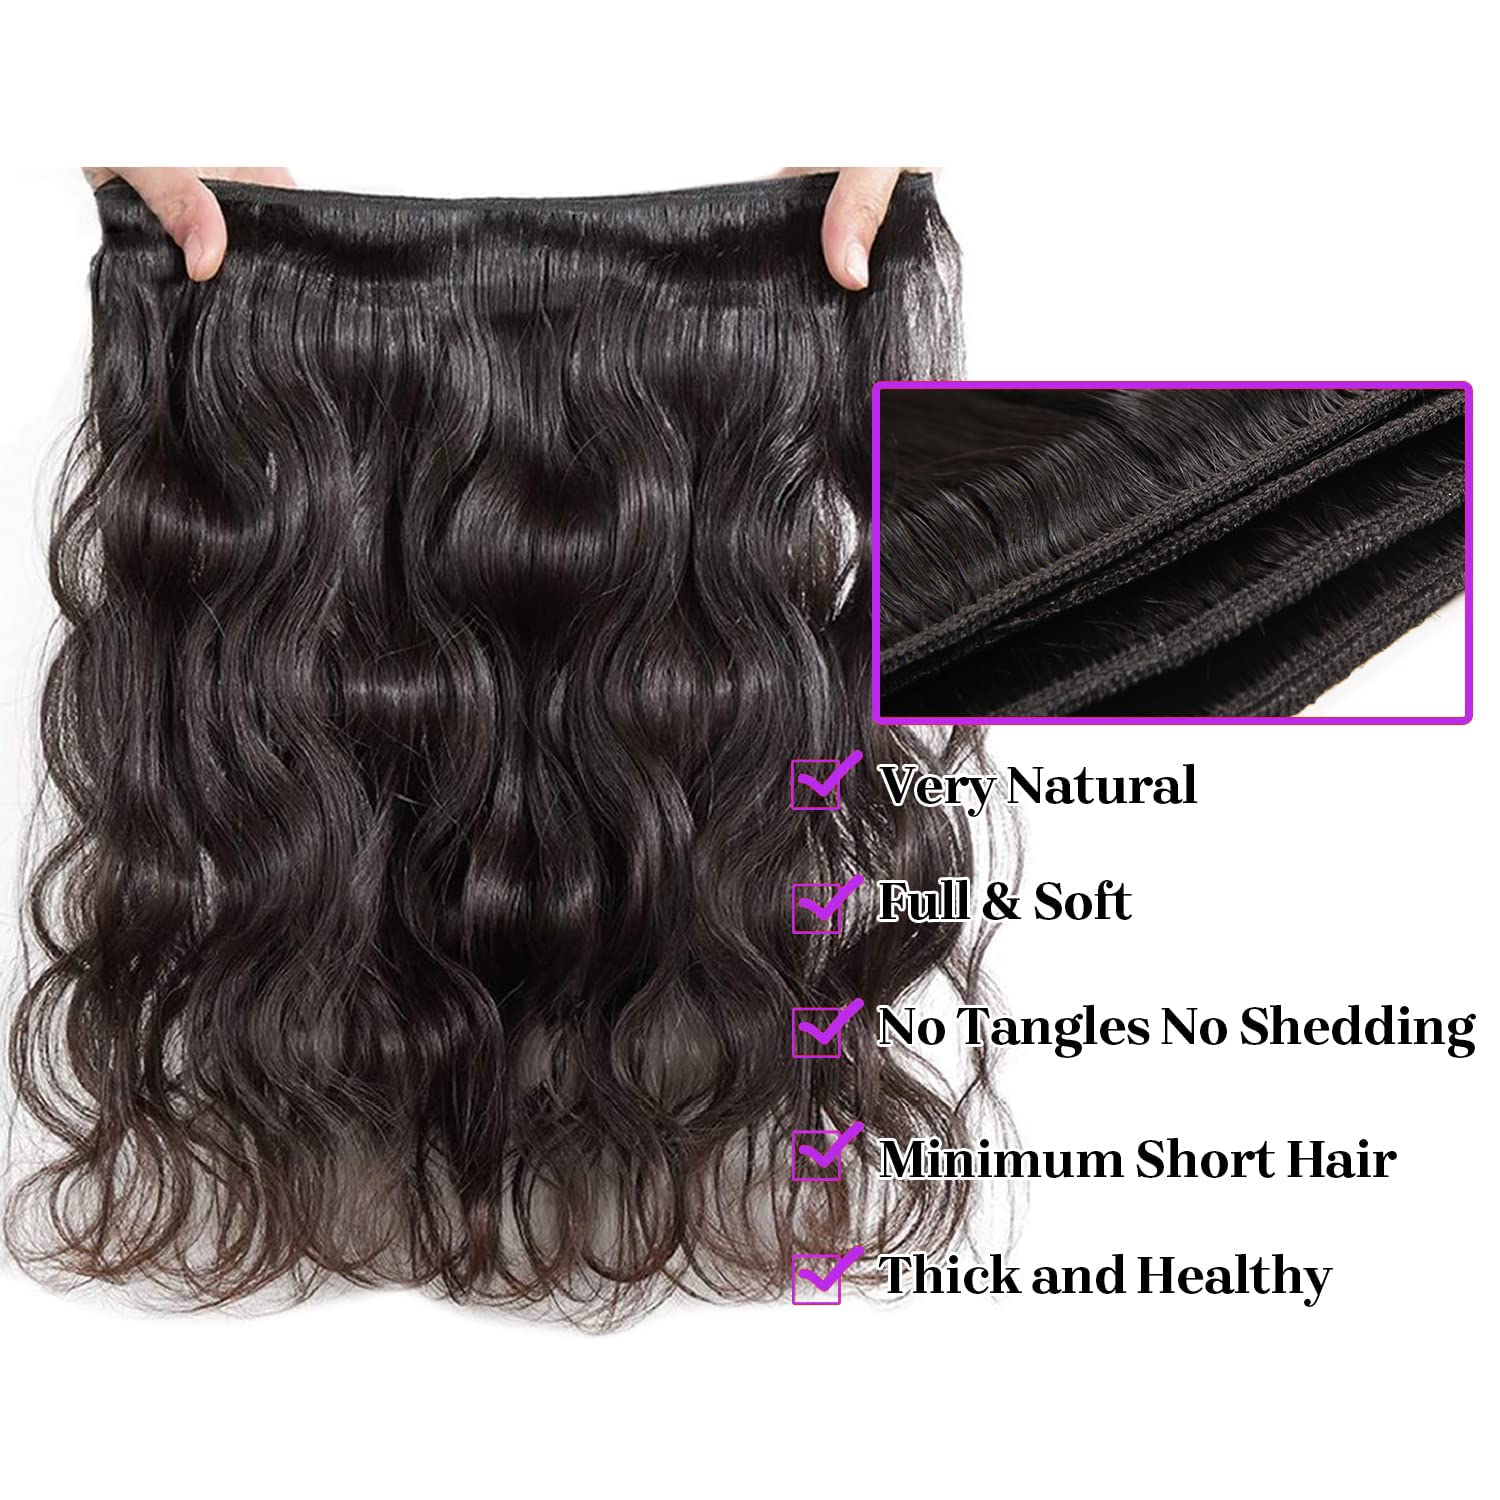 Very Natural
Full & Soft
No Tangles No Shedding
Minimum Short Hair
Thick and Healthy